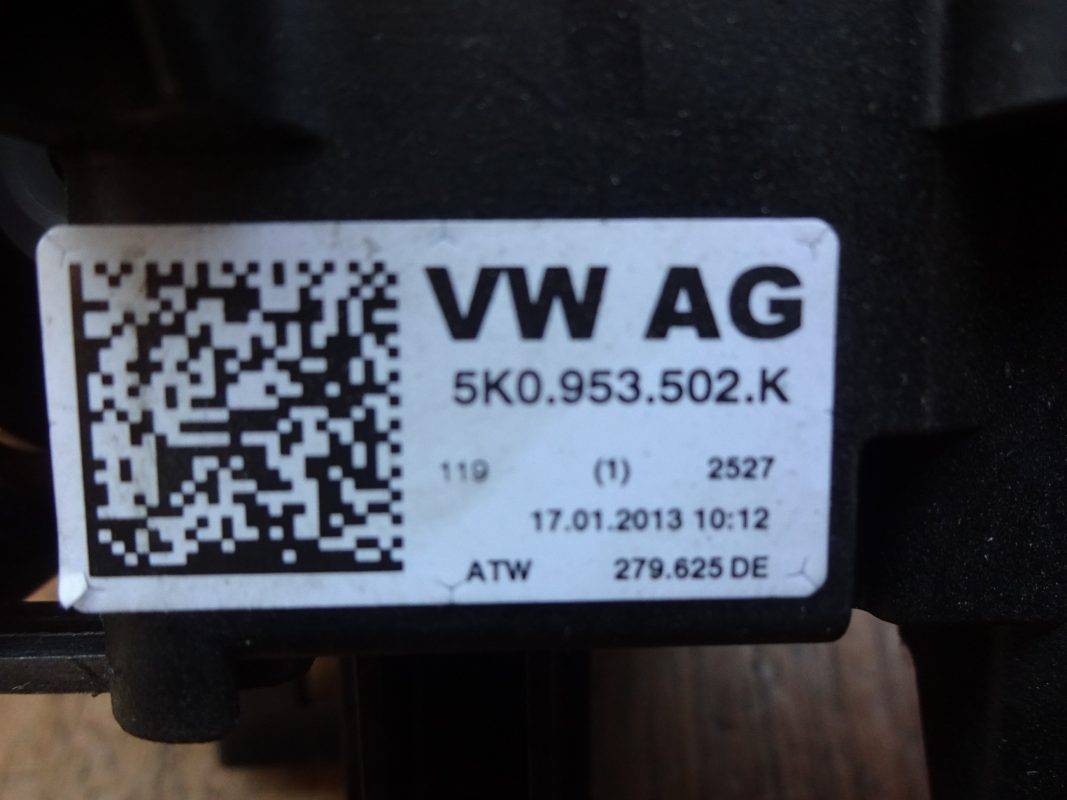 VW AG
5K0.953.502.K
119 (1) 2527
17.01.2013 10:12
ATW 279.625 DE